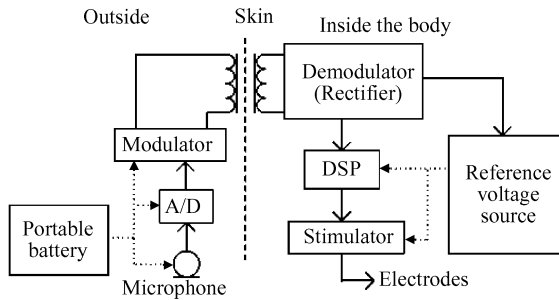 Outside
Skin
Inside the body
Demodulator
(Rectifier)
Modulator
DSP
Reference
voltage
source
A/D
Portable
battery
Stimulator
Microphone
Electrodes